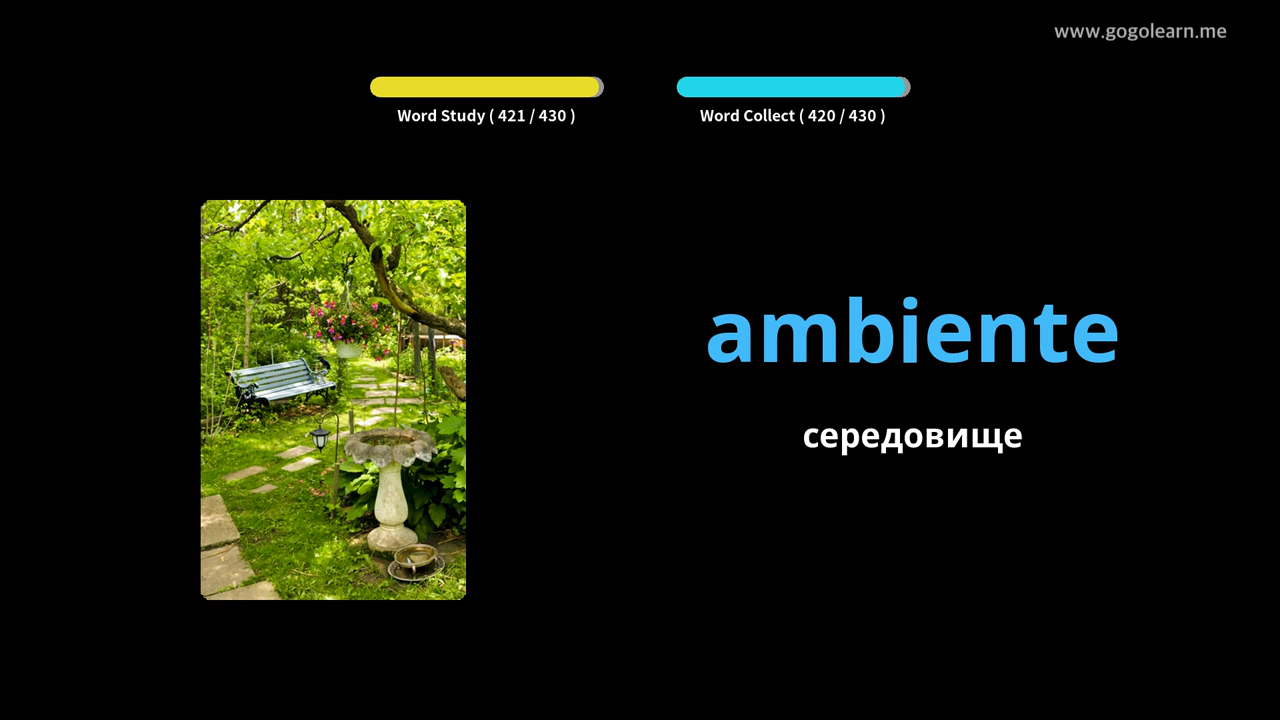 www.gogolearn.me
Word Study ( 421 / 430 )
Word Collect ( 420 / 430 )
ambiente
середовище